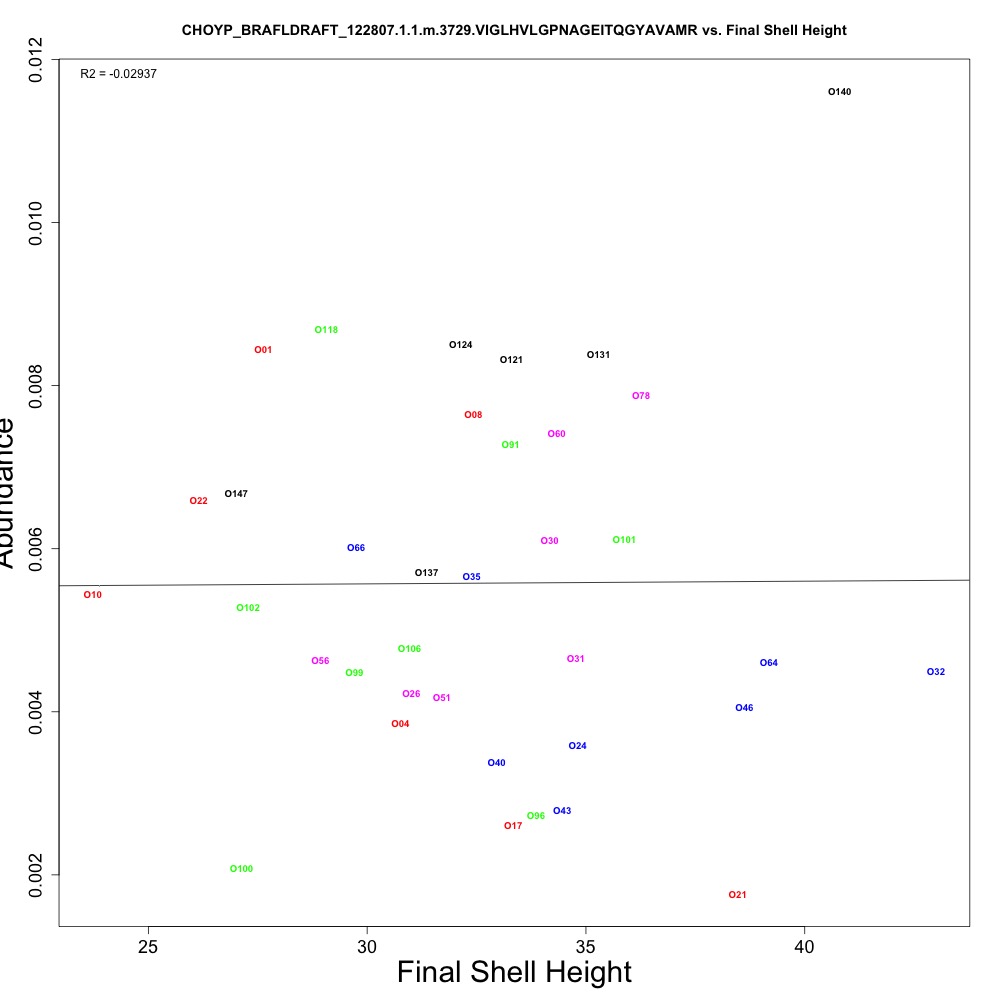 CHOYP_BRAFLDRAFT_122807.1.1.m.3729.VIGLHVLGPNAGEITQGYAVAMR vs. Final Shell Height
R2 = -0.02937
0.012
O140
0.010
O118
O01
O124
O121
O131
0.008
O78
O08
O60
O91
O147
O22
O30
O101
O66
0.006
O137
O35
O10
O102
O106
O56
O31
O64
O99
O32
O26
O51
O46
0.004
O04
O24
O40
O43
O96
O17
O100
0.002
O21
Abundance
25 30 35 40
Final Shell Height